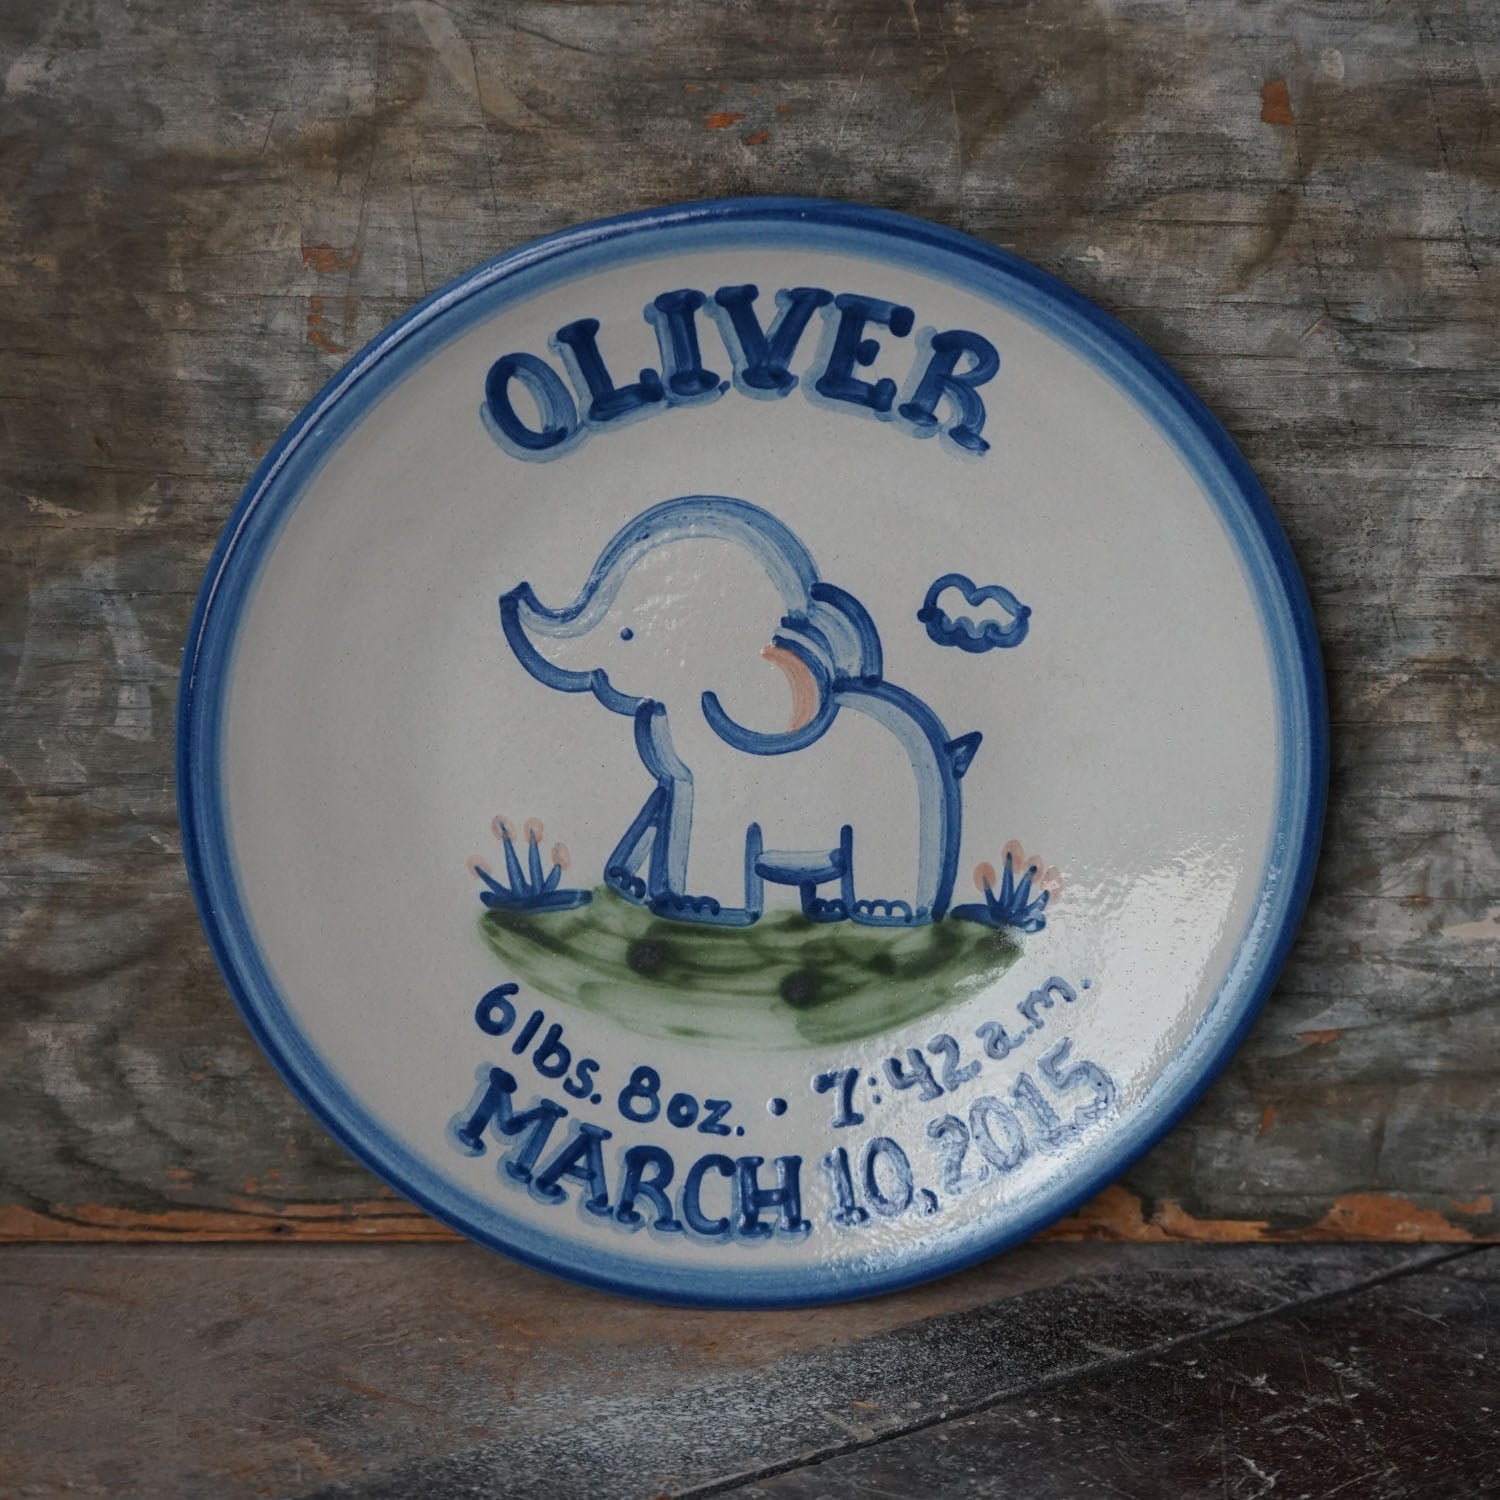 OLIVER
6lbs. 8oz. • 7:42 a.m.
MARCH 10, 2015